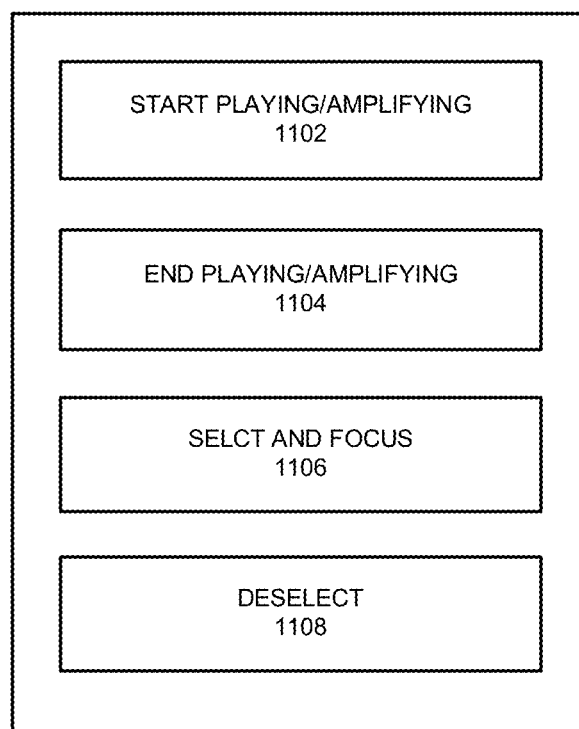 START PLAYING/AMPLIFYING
1102
END PLAYING/AMPLIFYING
1104
SELCT AND FOCUS
1106
DESELECT
1108